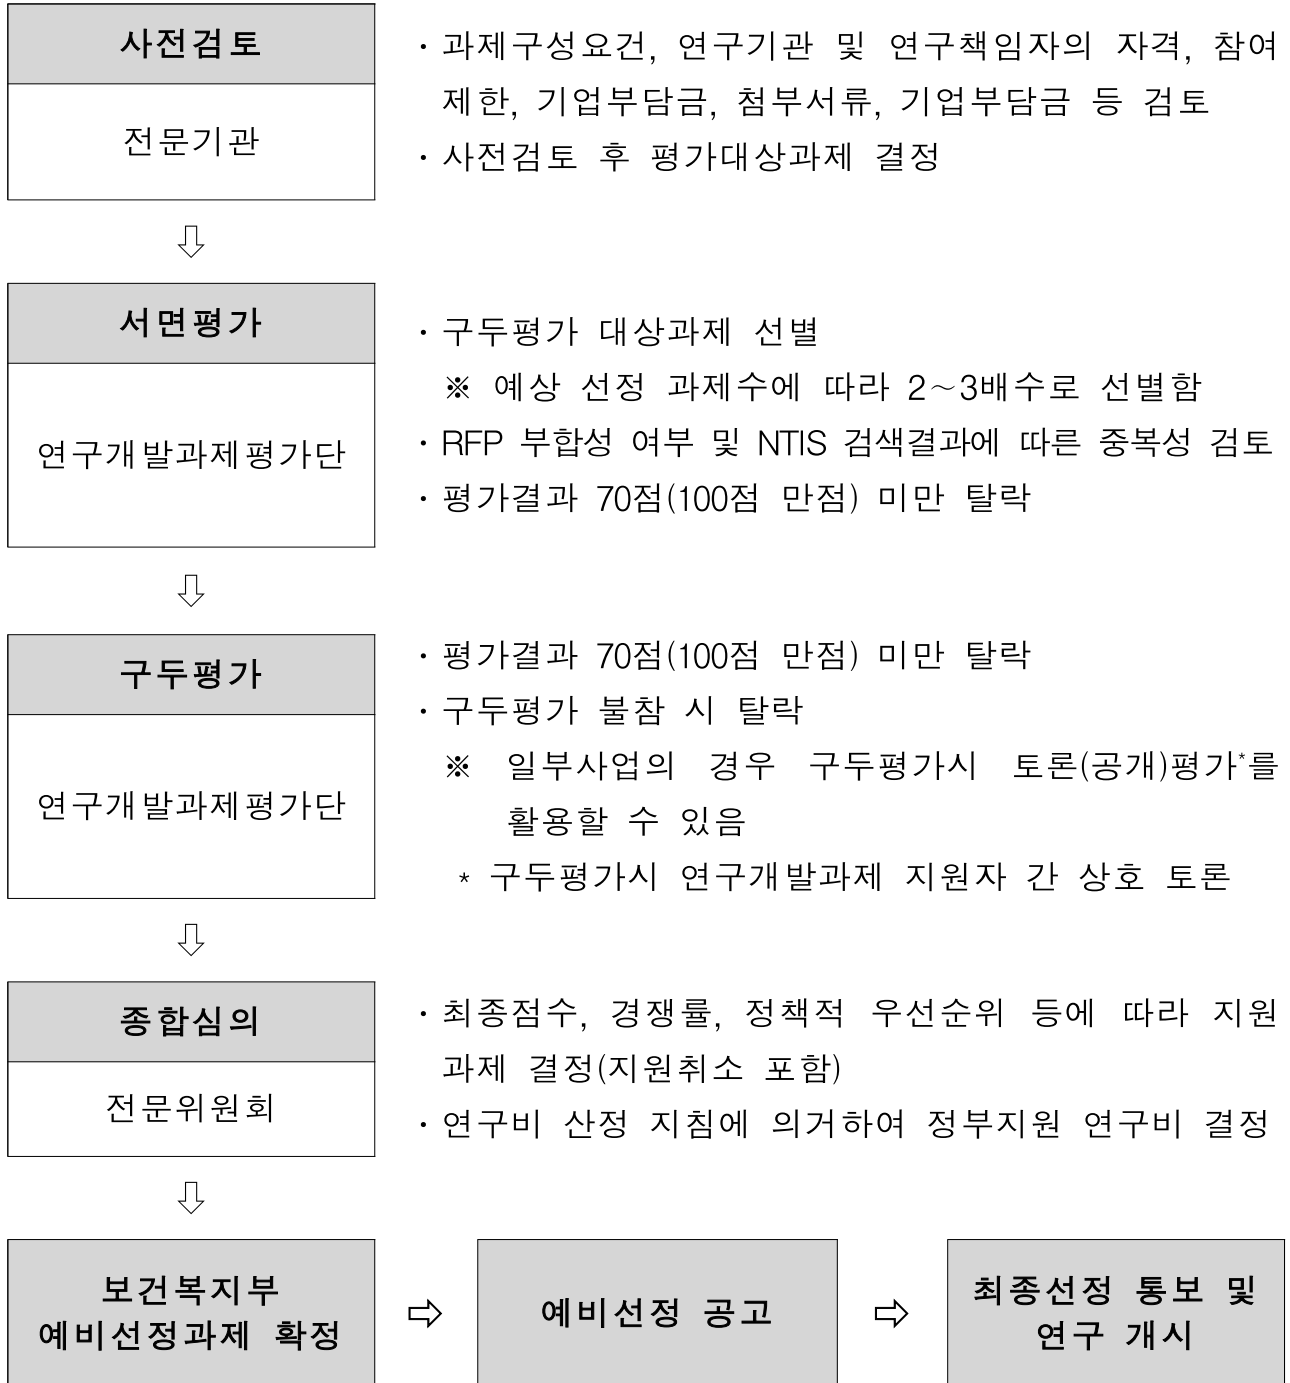 사전검토
전문기관
· 과제구성요건, 연구기관 및 연구책임자의 자격, 참여
제한, 기업부담금, 첨부서류, 기업부담금 등 검토
· 사전검토 후 평가대상과제 결정
⇩
서면평가
연구개발과제평가단
· 구두평가 대상과제 선별
※ 예상 선정 과제수에 따라 2～3배수로 선별함
· RFP 부합성 여부 및 NTIS 검색결과에 따른 중복성 검토
· 평가결과 70점(100점 만점) 미만 탈락
⇩
구두평가
연구개발과제평가단
· 평가결과 70점(100점 만점) 미만 탈락
· 구두평가 불참 시 탈락
※ 일부사업의 경우 구두평가시 토론(공개)평가*를
활용할 수 있음
* 구두평가시 연구개발과제 지원자 간 상호 토론
⇩
종합심의
전문위원회
· 최종점수, 경쟁률, 정책적 우선순위 등에 따라 지원
과제 결정(지원취소 포함)
· 연구비 산정 지침에 의거하여 정부지원 연구비 결정
⇩
보건복지부
예비선정과제 확정
⇨
예비선정 공고
⇨
최종선정 통보 및
연구 개시